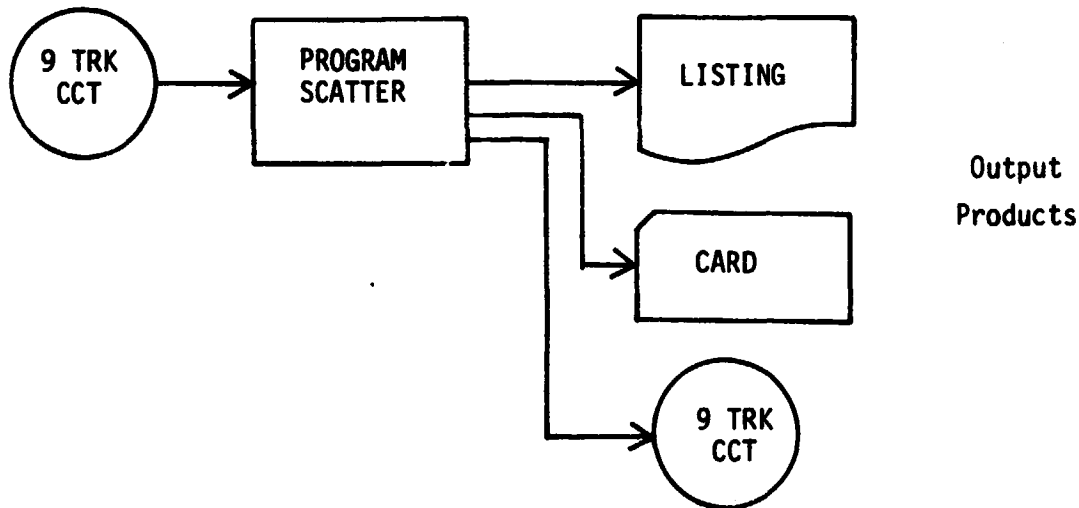 9 TRK
CCT
PROGRAM
SCATTER
LISTING
Output
Products
CARD
9 TRK
CCT